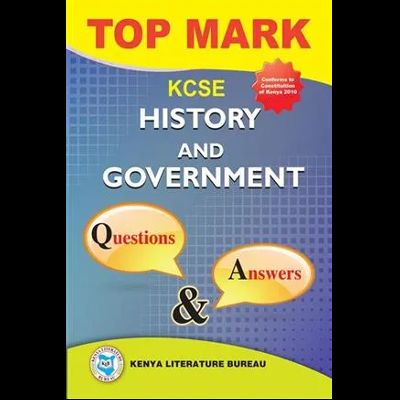 TOP MARK
KCSE
Conforms to
Constitution
of Kenya 2010
HISTORY
AND
GOVERNMENT
Questions
&
Answers
KENYA LITERATURE BUREAU